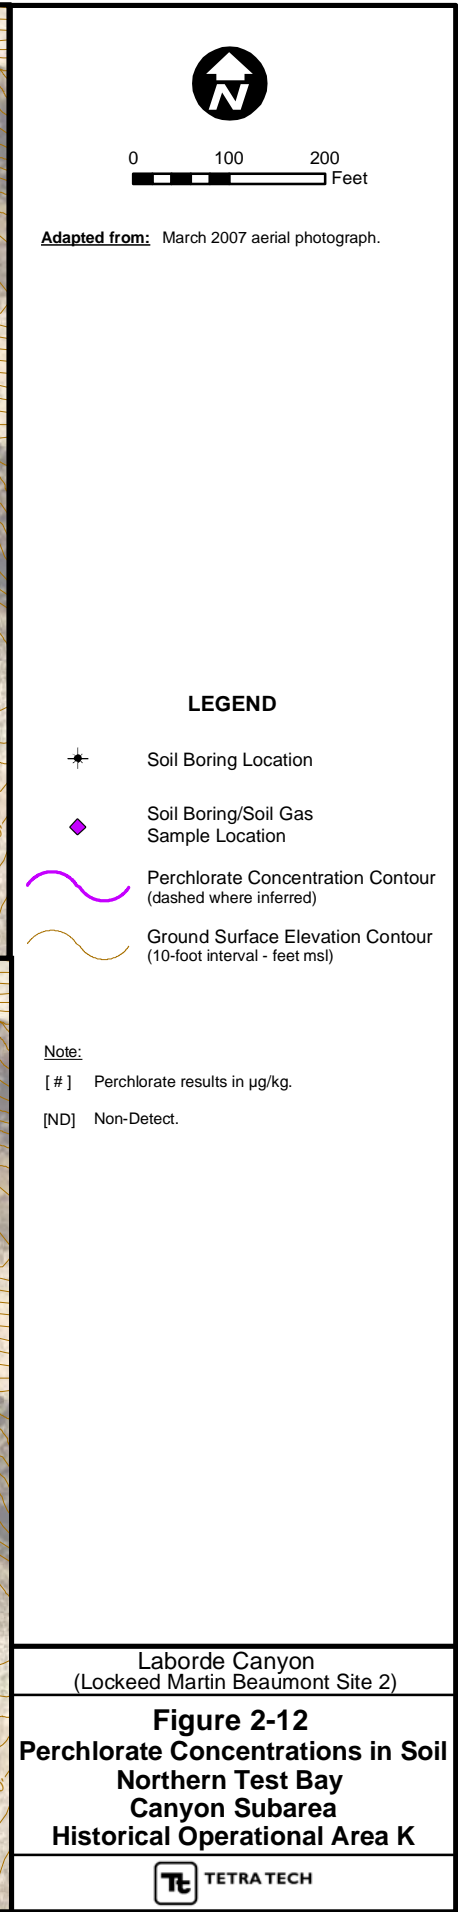 N
0 100 200
Feet
Adapted from: March 2007 aerial photograph.
LEGEND
Soil Boring Location
Soil Boring/Soil Gas
Sample Location
Perchlorate Concentration Contour
(dashed where inferred)
Ground Surface Elevation Contour
(10-foot interval - feet msl)
Note:
[ # ] Perchlorate results in µg/kg.
[ND] Non-Detect.
Laborde Canyon
(Lockeed Martin Beaumont Site 2)
Figure 2-12
Perchlorate Concentrations in Soil
Northern Test Bay
Canyon Subarea
Historical Operational Area K
Tt TETRA TECH